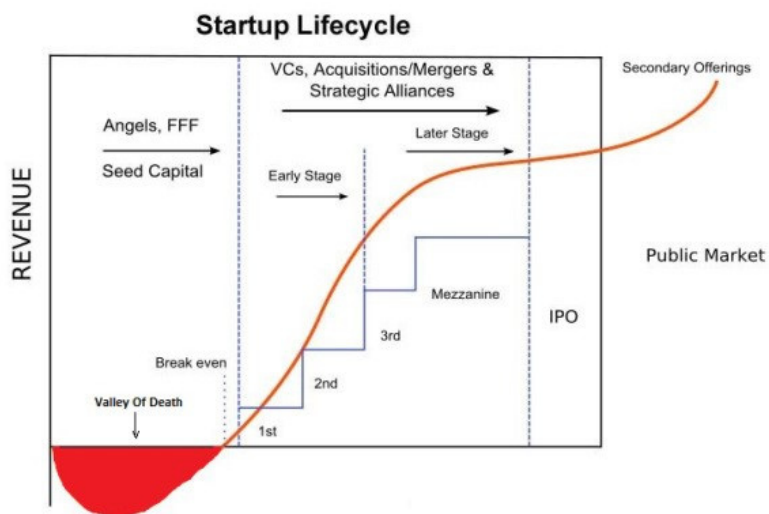 Startup Lifecycle
VCs, Acquisitions/Mergers &
Strategic Alliances
Secondary Offerings
Angels, FFF
Seed Capital
Later Stage
Early Stage
REVENUE
Public Market
Mezzanine
IPO
3rd
Break even
2nd
Valley Of Death
1st